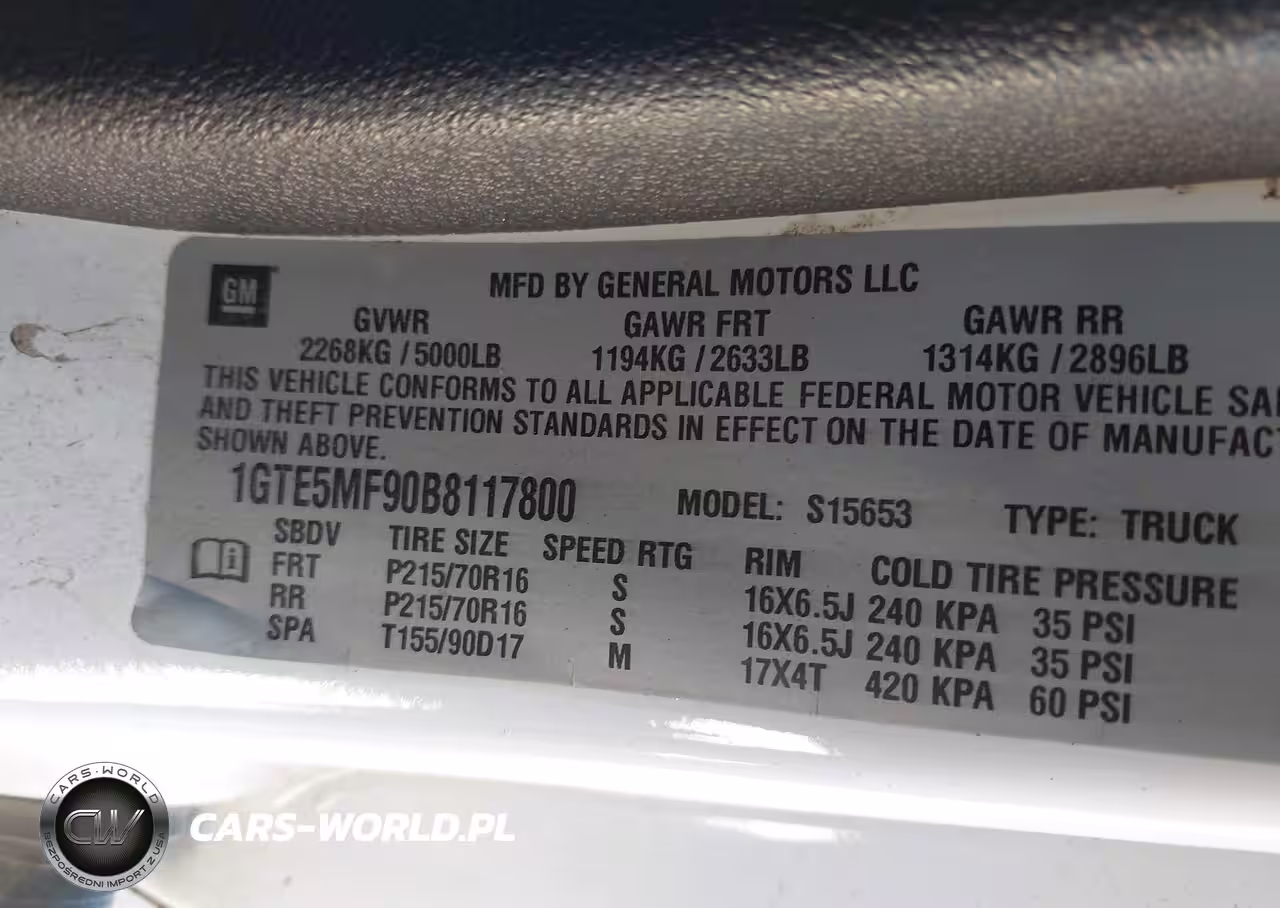 GM
MFD BY GENERAL MOTORS LLC
GVWR GAWR FRT GAWR RR
2268KG / 5000LB 1194KG / 2633LB 1314KG / 2896LB
THIS VEHICLE CONFORMS TO ALL APPLICABLE FEDERAL MOTOR VEHICLE SA
AND THEFT PREVENTION STANDARDS IN EFFECT ON THE DATE OF MANUFACT
SHOWN ABOVE.
1GTE5MF90B8117800 MODEL: S15653 TYPE: TRUCK
SBDV TIRE SIZE SPEED RTG RIM COLD TIRE PRESSURE
FRT P215/70R16 S 16X6.5J 240 KPA 35 PSI
RR P215/70R16 S 16X6.5J 240 KPA 35 PSI
SPA T155/90D17 M 17X4T 420 KPA 60 PSI
CARS-WORLD
CW
BEZPOŚREDNI IMPORT Z USA
CARS-WORLD.PL